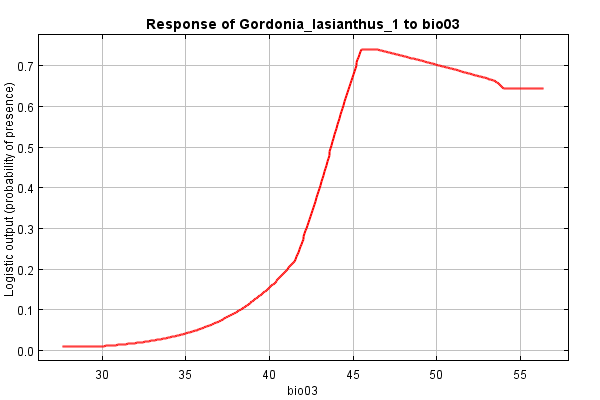 Response of Gordonia_lasianthus_1 to bio03
Logistic output (probability of presence)
0.7
0.6
0.5
0.4
0.3
0.2
0.1
0.0
30 35 40 45 50 55
bio03